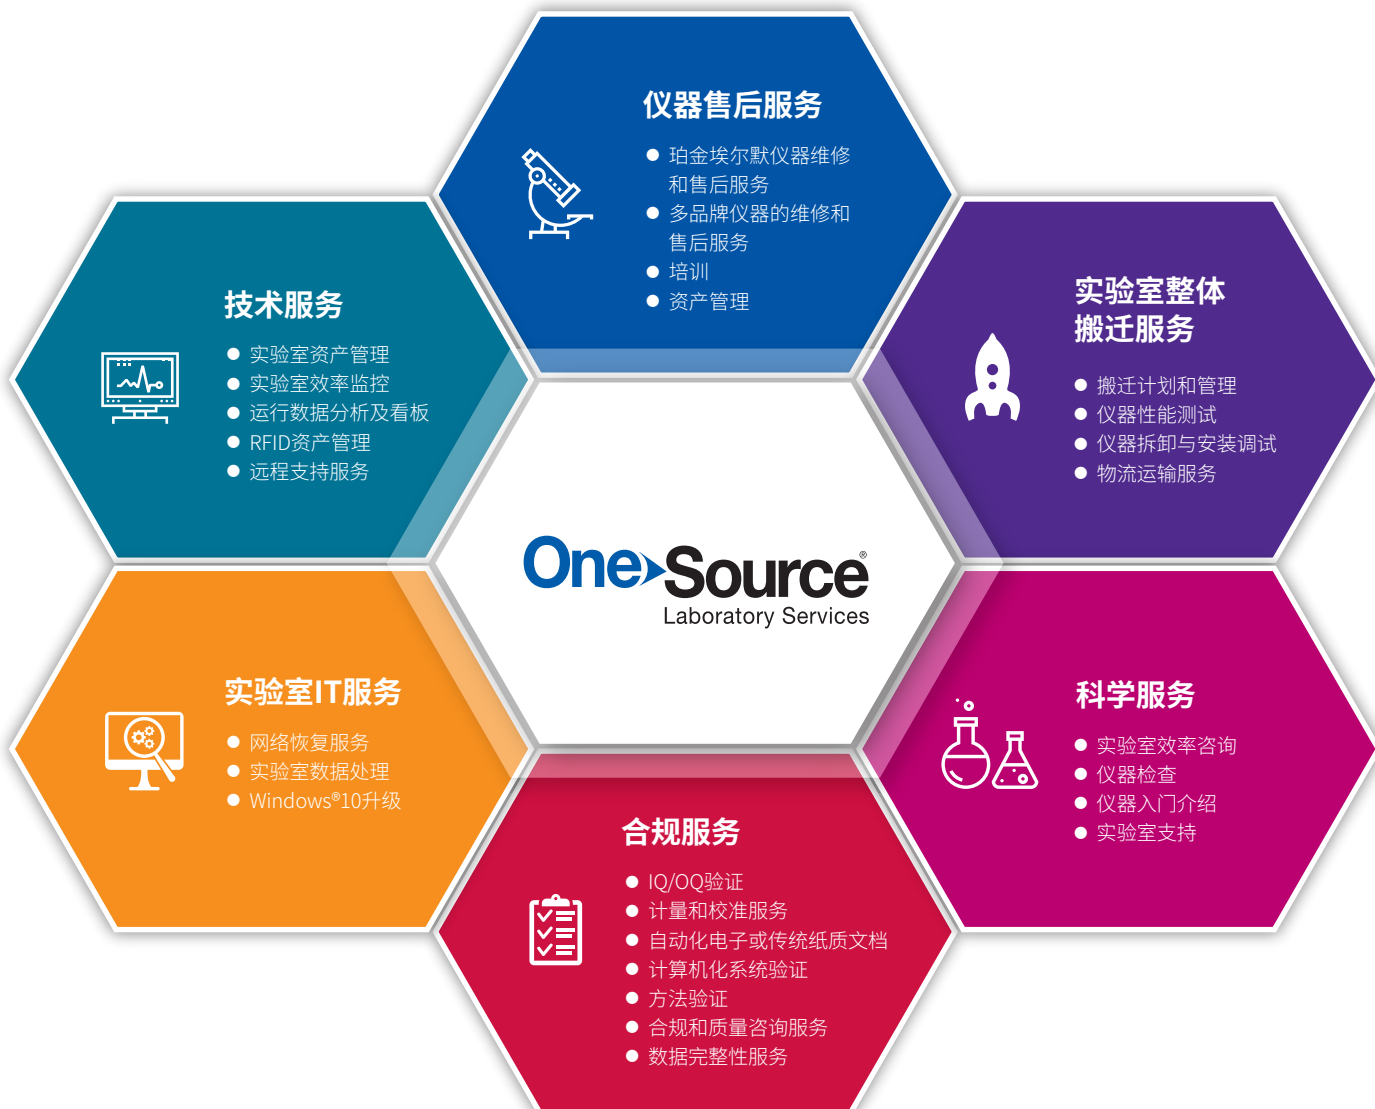 仪器售后服务
● 珀金埃尔默仪器维修
和售后服务
● 多品牌仪器的维修和
售后服务
● 培训
● 资产管理
技术服务
● 实验室资产管理
● 实验室效率监控
● 运行数据分析及看板
● RFID资产管理
● 远程支持服务
实验室整体
搬迁服务
● 搬迁计划和管理
● 仪器性能测试
● 仪器拆卸与安装调试
● 物流运输服务
OneSource®
Laboratory Services
实验室IT服务
● 网络恢复服务
● 实验室数据处理
● Windows®10升级
科学服务
● 实验室效率咨询
● 仪器检查
● 仪器入门介绍
● 实验室支持
合规服务
● IQ/OQ验证
● 计量和校准服务
● 自动化电子或传统纸质文档
● 计算机化系统验证
● 方法验证
● 合规和质量咨询服务
● 数据完整性服务